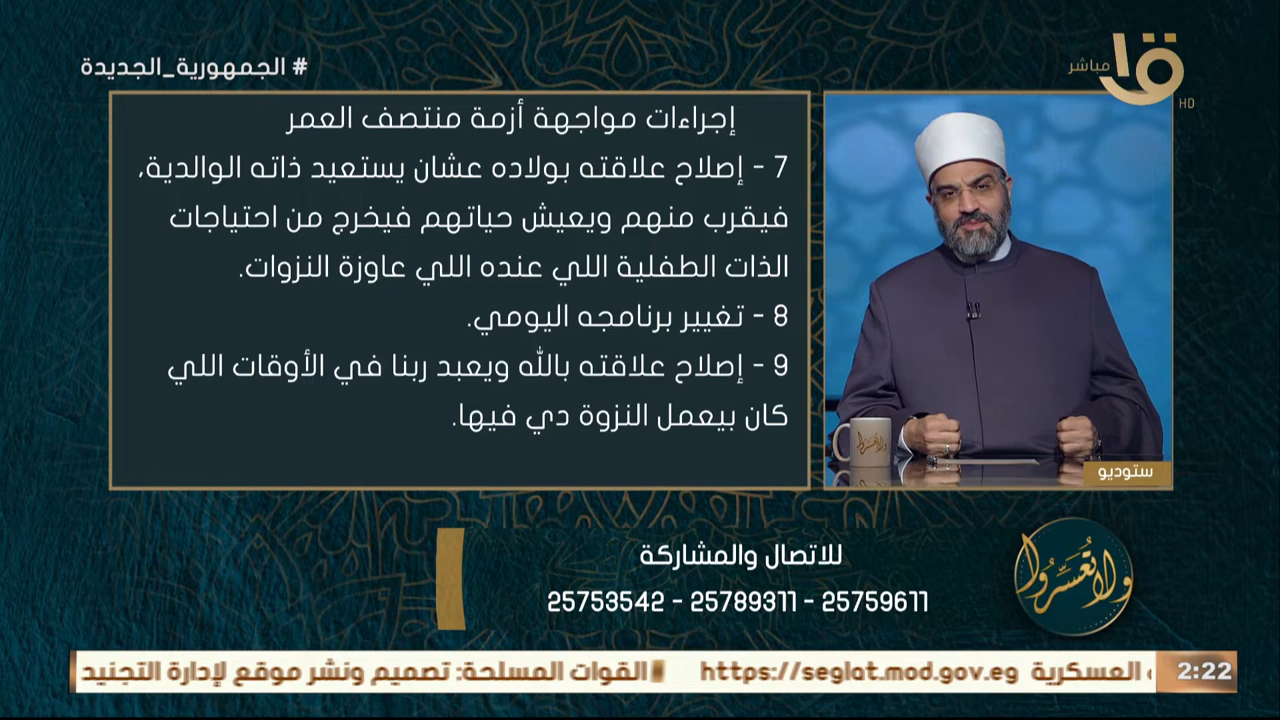 # الجمهورية_الجديدة
مباشر
HD
إجراءات مواجهة أزمة منتصف العمر
7 - إصلاح علاقته بولاده عشان يستعيد ذاته الوالدية،
فيقرب منهم ويعيش حياتهم فيخرج من احتياجات
الذات الطفلية اللي عنده اللي عاوزة النزوات.
8 - تغيير برنامجه اليومي.
9 - إصلاح علاقته بالله ويعبد ربنا في الأوقات اللي
كان بيعمل النزوة دي فيها.
ولا تعسروا
ستوديو
للاتصال والمشاركة
25753542 - 25789311 - 25759611
ولا تُعَسِّرُوا
العسكرية https://seglat.mod.gov.eg القوات المسلحة: تصميم ونشر موقع لإدارة التجنيد
2:22